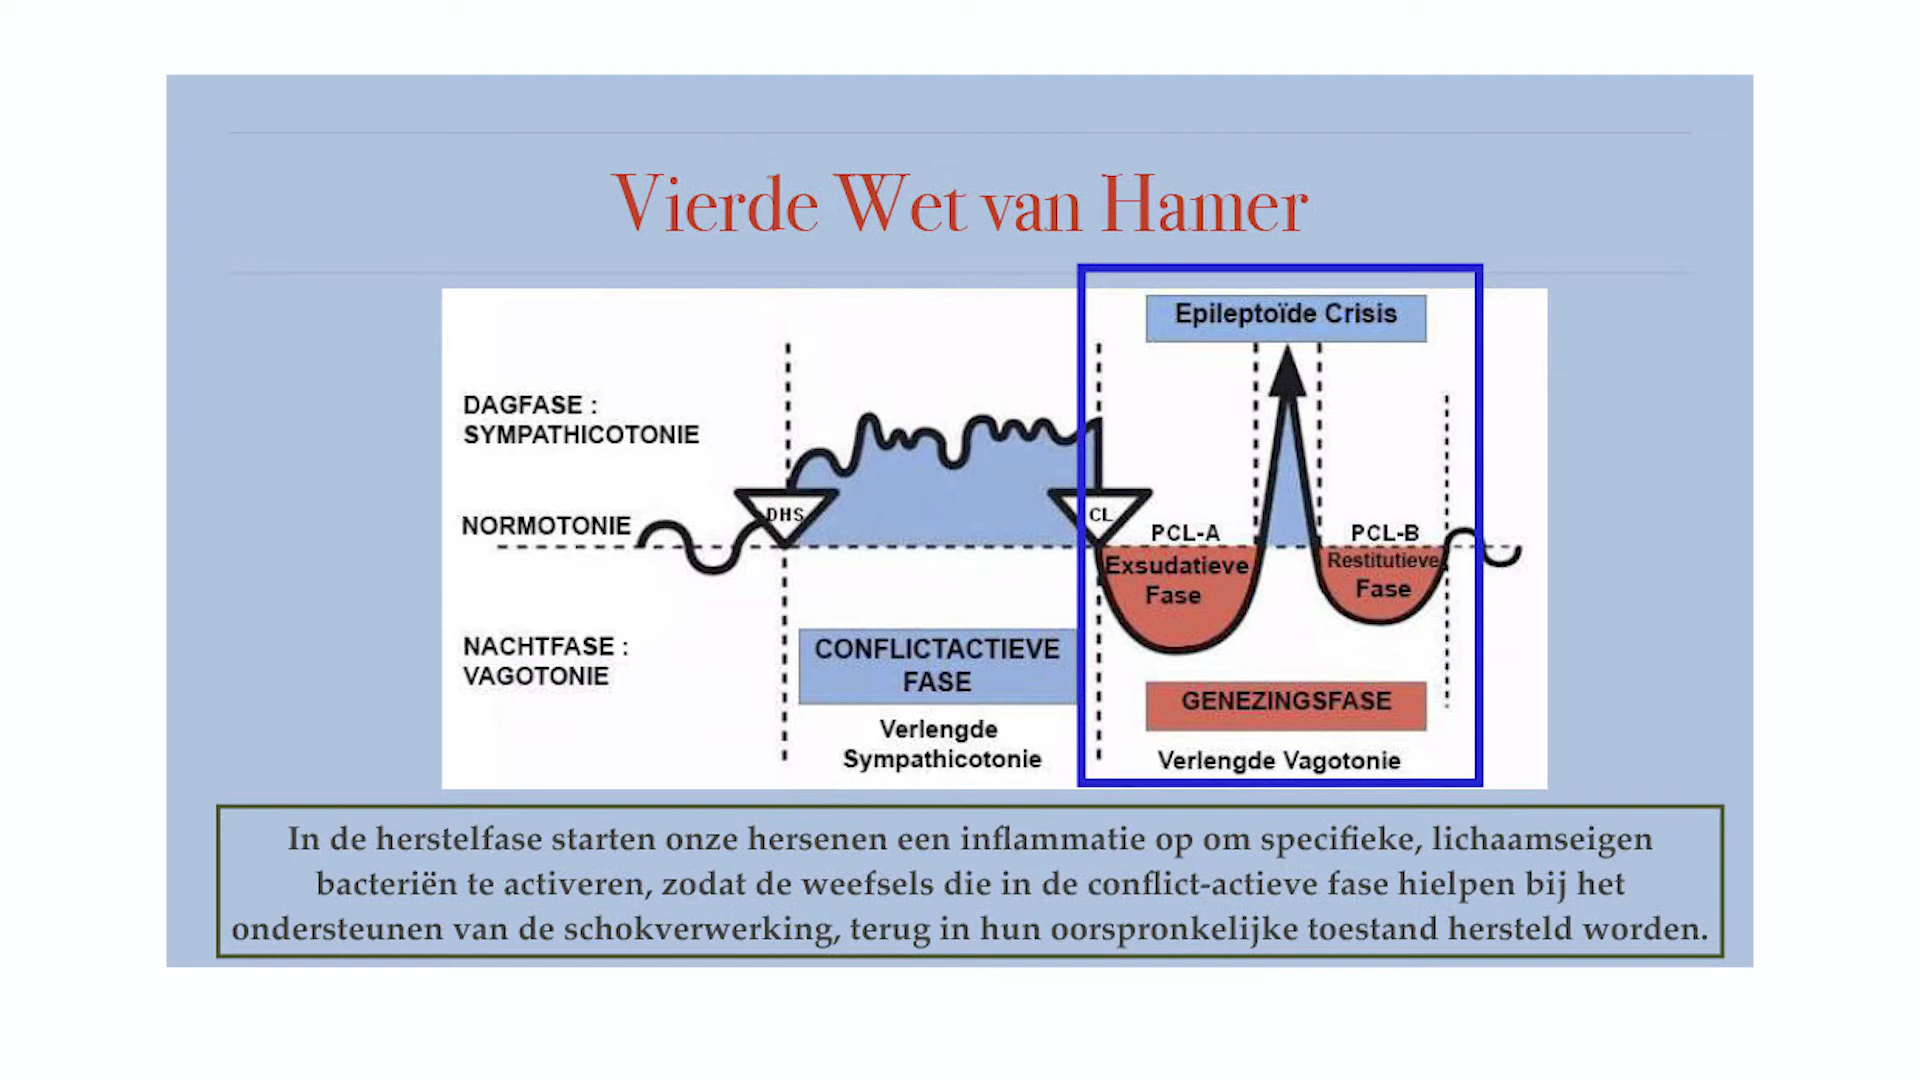 Vierde Wet van Hamer
Epileptoïde Crisis
DAGFASE :
SYMPATHICOTONIE
NORMOTONIE
DHS
CL
PCL-A
PCL-B
Exsudatieve
Fase
Restitutieve
Fase
NACHTFASE :
VAGOTONIE
CONFLICTACTIEVE
FASE
Verlengde
Sympathicotonie
GENEZINGSFASE
Verlengde Vagotonie
In de herstelfase starten onze hersenen een inflammatie op om specifieke, lichaamseigen
bacteriën te activeren, zodat de weefsels die in de conflict-actieve fase hielpen bij het
ondersteunen van de schokverwerking, terug in hun oorspronkelijke toestand hersteld worden.